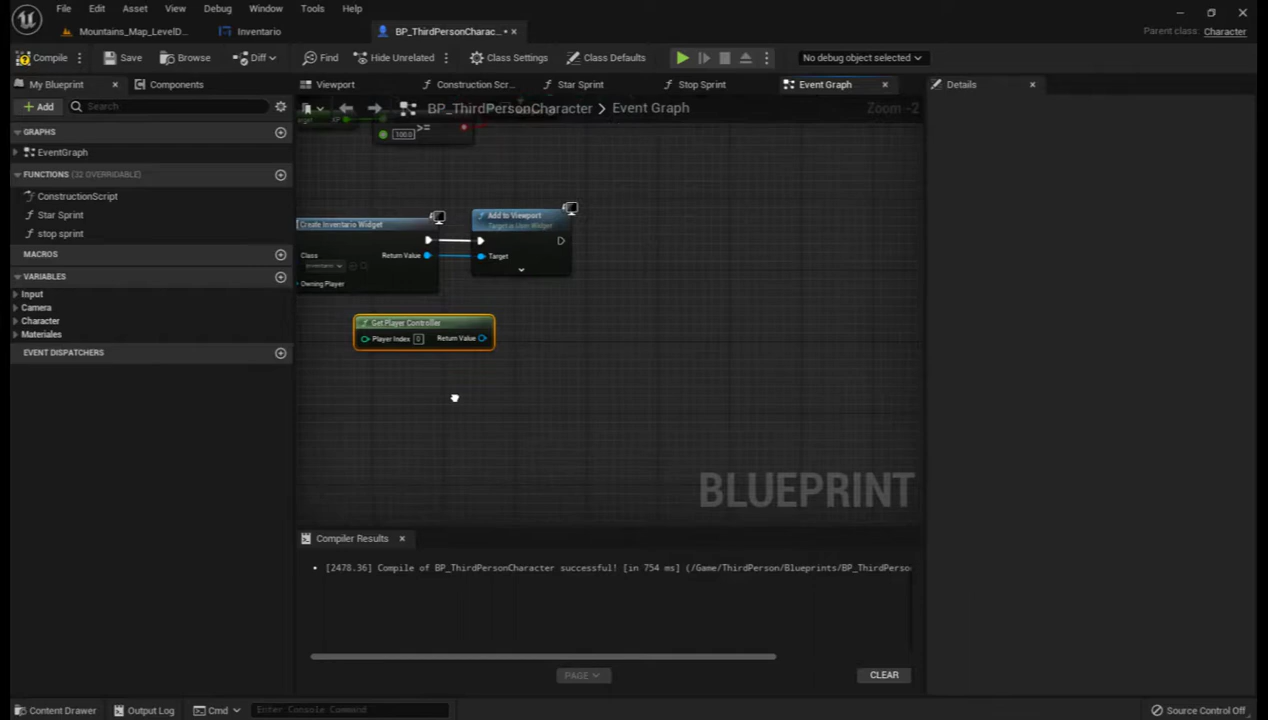 File Edit Asset View Debug Window Tools Help
Mountains_Map_LevelD... Inventario BP_ThirdPersonCharac...
Parent class: Character
Compile Save Browse Diff Find Hide Unrelated Class Settings Class Defaults No debug object selected
My Blueprint Components Viewport Construction Scr... Star Sprint Stop Sprint Event Graph Details
Add Search BP_ThirdPersonCharacter > Event Graph Zoom -2
100.0 >=
GRAPHS
EventGraph
FUNCTIONS (32 OVERRIDABLE)
ConstructionScript
Star Sprint
stop sprint
MACROS
VARIABLES
Input
Camera
Character
Materiales
EVENT DISPATCHERS
Create Inventario Widget
Class Return Value
Owning Player
Add to Viewport
Target is User Widget
Target
Get Player Controller
Player Index 0 Return Value
BLUEPRINT
Compiler Results
[2478.36] Compile of BP_ThirdPersonCharacter successful! [in 754 ms] (/Game/ThirdPerson/Blueprints/BP_ThirdPerso
PAGE CLEAR
Content Drawer Output Log Cmd Enter Console Command Source Control Off